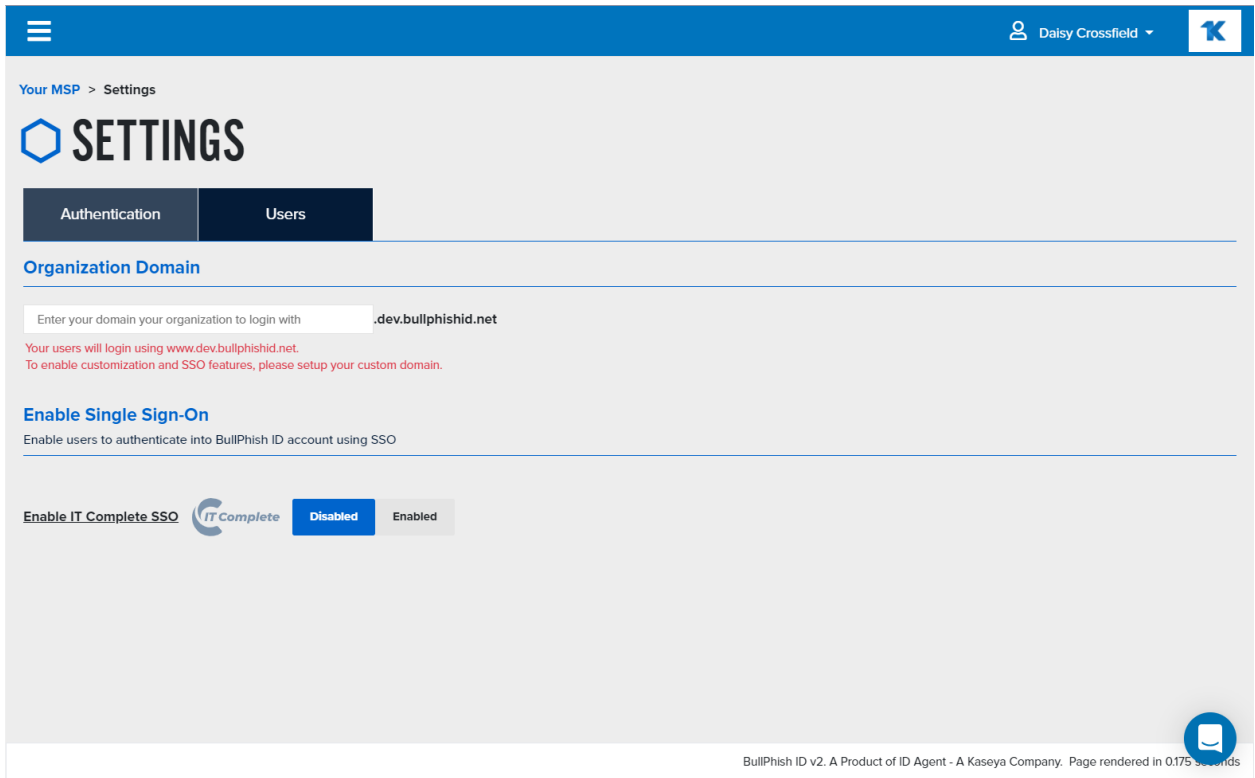 Daisy Crossfield
K
Your MSP > Settings
SETTINGS
Authentication
Users
Organization Domain
Enter your domain your organization to login with
.dev.bullphishid.net
Your users will login using www.dev.bullphishid.net.
To enable customization and SSO features, please setup your custom domain.
Enable Single Sign-On
Enable users to authenticate into BullPhish ID account using SSO
Enable IT Complete SSO
IT Complete
Disabled
Enabled
BullPhish ID v2. A Product of ID Agent - A Kaseya Company. Page rendered in 0.175